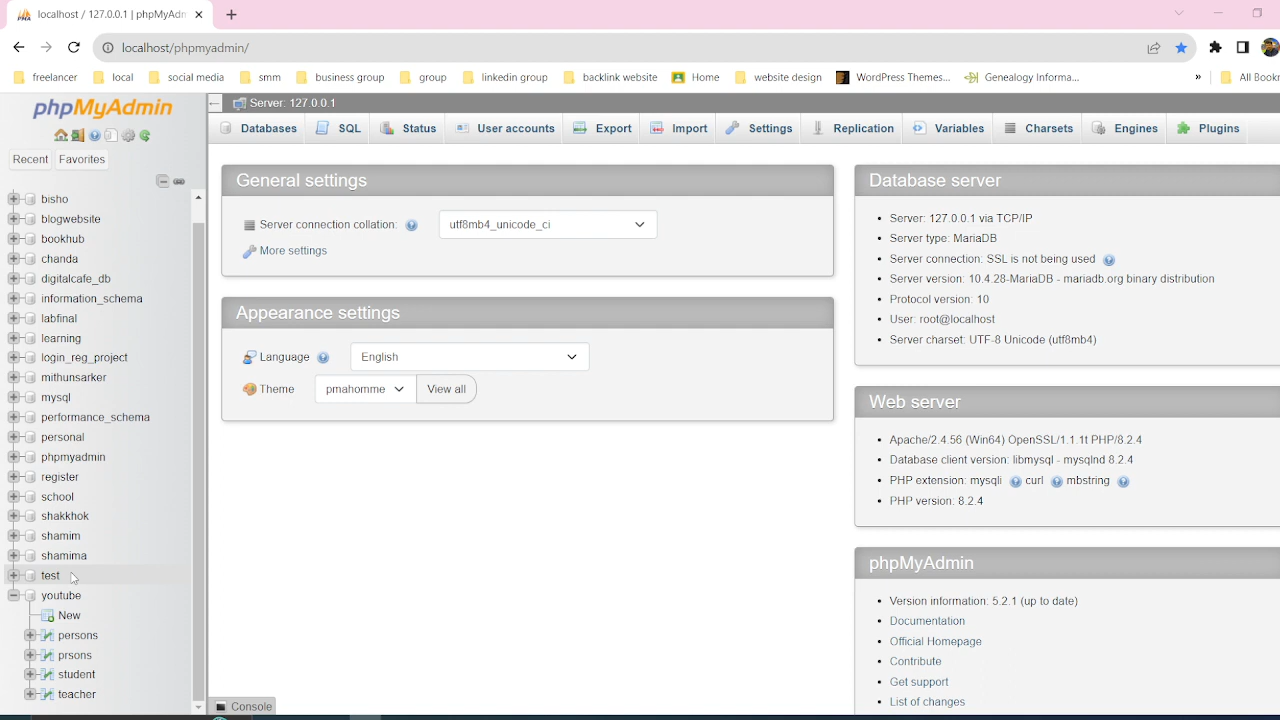 localhost / 127.0.0.1 | phpMyAdn
localhost/phpmyadmin/
freelancer local social media smm business group group linkedin group backlink website Home website design WordPress Themes... Genealogy Informa... » All Book
phpMyAdmin
Recent Favorites
bisho
blogwebsite
bookhub
chanda
digitalcafe_db
information_schema
labfinal
learning
login_reg_project
mithunsarker
mysql
performance_schema
personal
phpmyadmin
register
school
shakkhok
shamim
shamima
test
youtube
New
persons
prsons
student
teacher
Server: 127.0.0.1
Databases SQL Status User accounts Export Import Settings Replication Variables Charsets Engines Plugins
General settings
Server connection collation: utf8mb4_unicode_ci
More settings
Appearance settings
Language English
Theme pmahomme View all
Database server
Server: 127.0.0.1 via TCP/IP
Server type: MariaDB
Server connection: SSL is not being used
Server version: 10.4.28-MariaDB - mariadb.org binary distribution
Protocol version: 10
User: root@localhost
Server charset: UTF-8 Unicode (utf8mb4)
Web server
Apache/2.4.56 (Win64) OpenSSL/1.1.1t PHP/8.2.4
Database client version: libmysql - mysqlnd 8.2.4
PHP extension: mysqli curl mbstring
PHP version: 8.2.4
phpMyAdmin
Version information: 5.2.1 (up to date)
Documentation
Official Homepage
Contribute
Get support
List of changes
Console